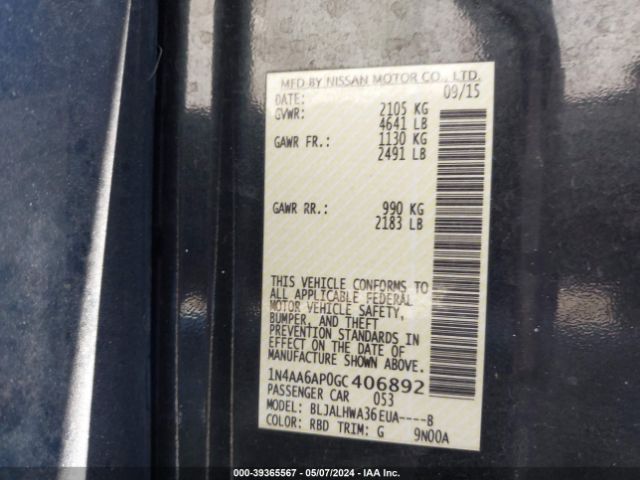 MFD BY NISSAN MOTOR CO., LTD.
DATE: 09/15
GVWR: 2105 KG
4641 LB
GAWR FR.: 1130 KG
2491 LB
GAWR RR.: 990 KG
2183 LB
THIS VEHICLE CONFORMS TO
ALL APPLICABLE FEDERAL
MOTOR VEHICLE SAFETY,
BUMPER, AND THEFT
PREVENTION STANDARDS IN
EFFECT ON THE DATE OF
MANUFACTURE SHOWN ABOVE.
1N4AA6AP0GC406892
PASSENGER CAR 053
MODEL: BLJALHWA36EUA----B
COLOR: RBD TRIM: G 9N00A
000-39365567 - 05/07/2024 - IAA Inc.